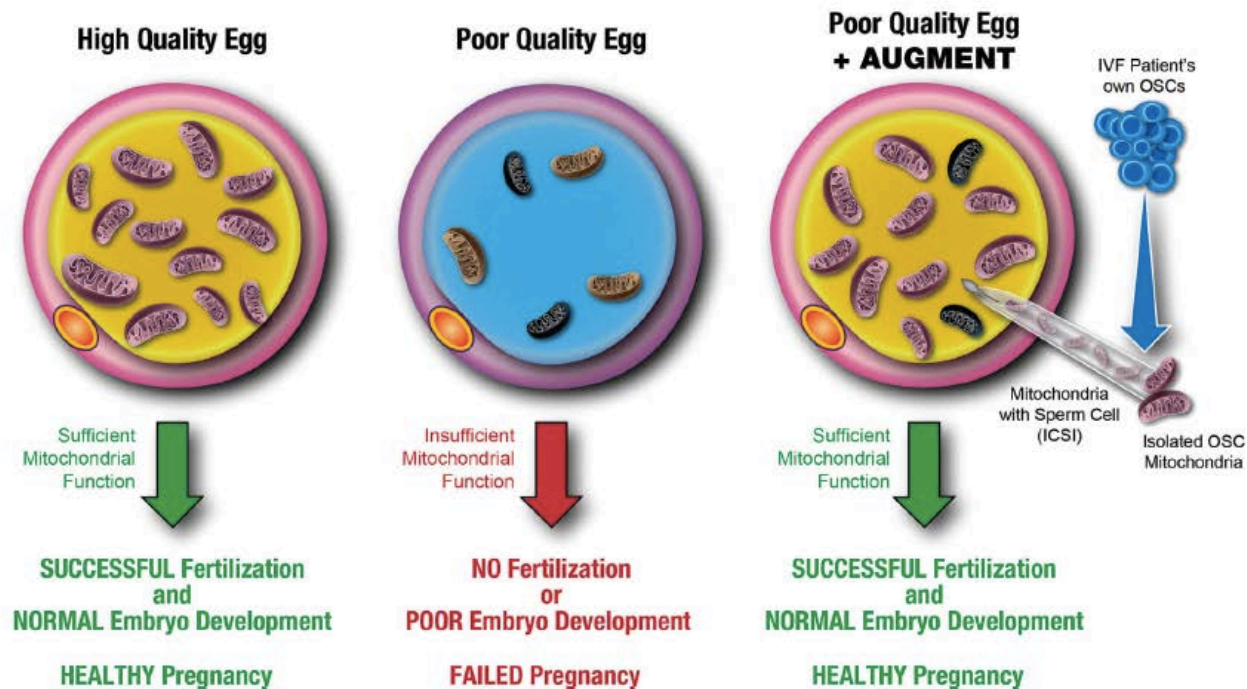 High Quality Egg
Poor Quality Egg
Poor Quality Egg
+ AUGMENT
IVF Patient's
own OSCs
Mitochondria
with Sperm Cell
(ICSI)
Isolated OSC
Mitochondria
Sufficient
Mitochondrial
Function
Insufficient
Mitochondrial
Function
Sufficient
Mitochondrial
Function
SUCCESSFUL Fertilization
and
NORMAL Embryo Development
HEALTHY Pregnancy
NO Fertilization
or
POOR Embryo Development
FAILED Pregnancy
SUCCESSFUL Fertilization
and
NORMAL Embryo Development
HEALTHY Pregnancy